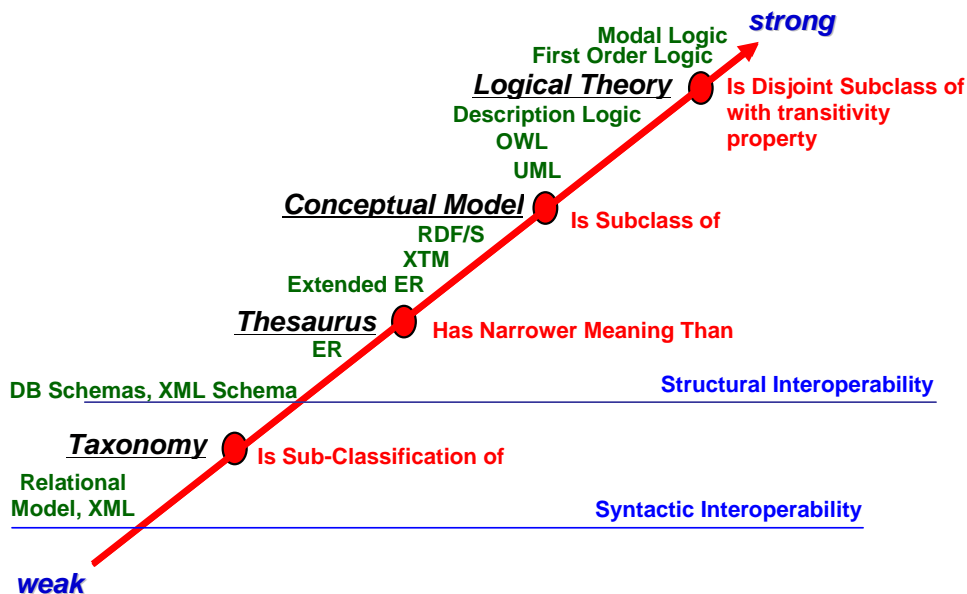 strong
Modal Logic
First Order Logic
Logical Theory
Is Disjoint Subclass of
with transitivity
property
Description Logic
OWL
UML
Conceptual Model
Is Subclass of
RDF/S
XTM
Extended ER
Thesaurus
Has Narrower Meaning Than
ER
DB Schemas, XML Schema
Structural Interoperability
Taxonomy
Is Sub-Classification of
Relational
Model, XML
Syntactic Interoperability
weak